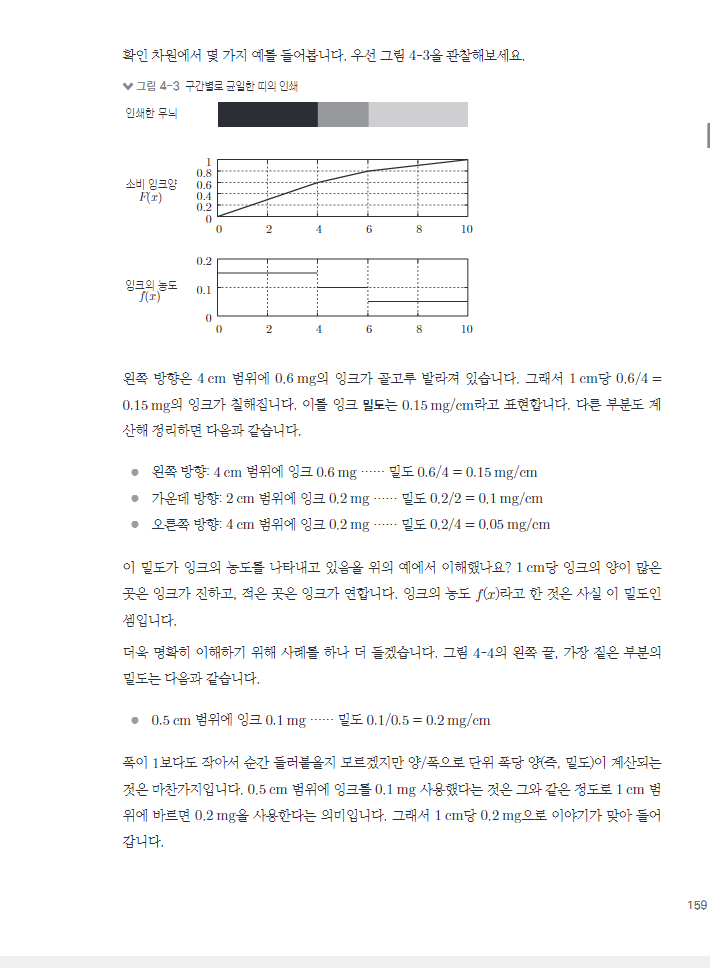 확인 차원에서 몇 가지 예를 들어봅니다. 우선 그림 4-3을 관찰해보세요.
그림 4-3 구간별로 균일한 띠의 인쇄
인쇄한 무늬
소비 잉크양
F(x)
1
0.8
0.6
0.4
0.2
0
0 2 4 6 8 10
잉크의 농도
f(x)
0.2
0.1
0
0 2 4 6 8 10
왼쪽 방향은 4 cm 범위에 0.6 mg의 잉크가 골고루 발라져 있습니다. 그래서 1 cm당 0.6/4 =
0.15 mg의 잉크가 칠해집니다. 이를 잉크 밀도는 0.15 mg/cm라고 표현합니다. 다른 부분도 계
산해 정리하면 다음과 같습니다.
● 왼쪽 방향: 4 cm 범위에 잉크 0.6 mg …… 밀도 0.6/4 = 0.15 mg/cm
● 가운데 방향: 2 cm 범위에 잉크 0.2 mg …… 밀도 0.2/2 = 0.1 mg/cm
● 오른쪽 방향: 4 cm 범위에 잉크 0.2 mg …… 밀도 0.2/4 = 0.05 mg/cm
이 밀도가 잉크의 농도를 나타내고 있음을 위의 예에서 이해했나요? 1 cm당 잉크의 양이 많은
곳은 잉크가 진하고, 적은 곳은 잉크가 연합니다. 잉크의 농도 f(x)라고 한 것은 사실 이 밀도인
셈입니다.
더욱 명확히 이해하기 위해 사례를 하나 더 들겠습니다. 그림 4-4의 왼쪽 끝, 가장 짙은 부분의
밀도는 다음과 같습니다.
● 0.5 cm 범위에 잉크 0.1 mg …… 밀도 0.1/0.5 = 0.2 mg/cm
폭이 1보다도 작아서 순간 들러붙을지 모르겠지만 양/폭으로 단위 폭당 양(즉, 밀도)이 계산되는
것은 마찬가지입니다. 0.5 cm 범위에 잉크를 0.1 mg 사용했다는 것은 그와 같은 정도로 1 cm 범
위에 바르면 0.2 mg을 사용한다는 의미입니다. 그래서 1 cm당 0.2 mg으로 이야기가 맞아 들어
갑니다.
159